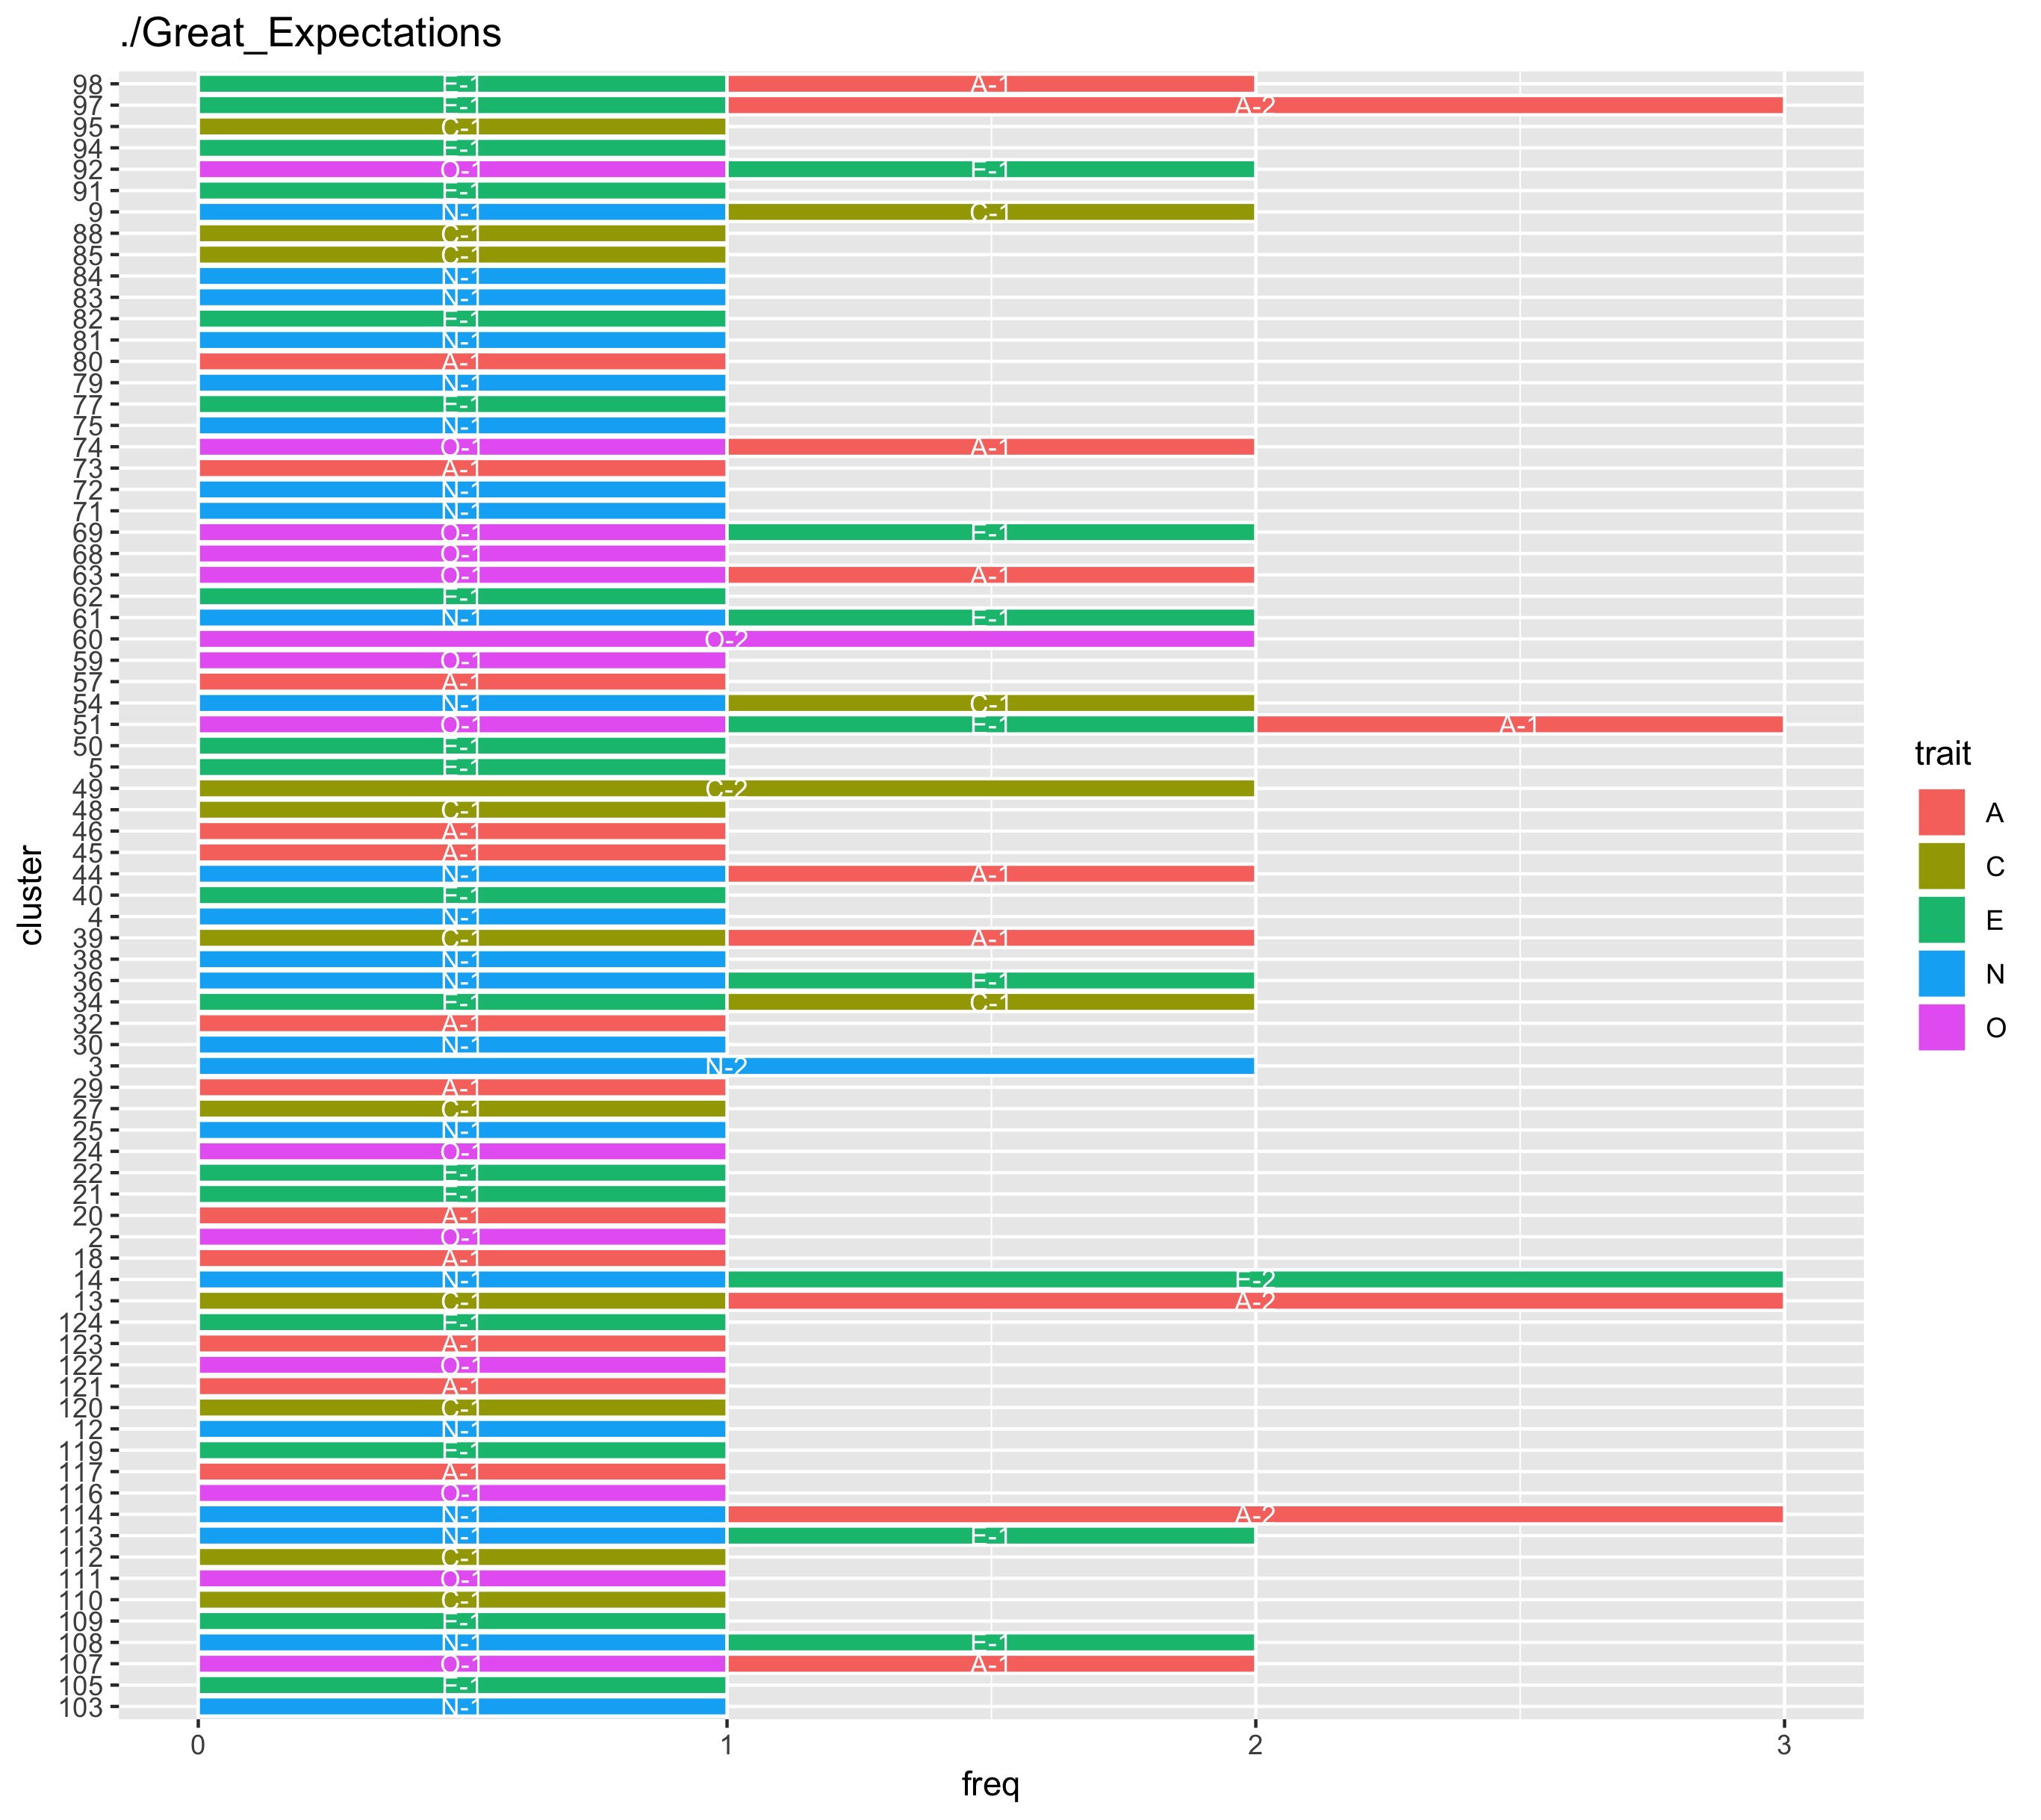 ./Great_Expectations
98 E-1 A-1
97 E-1 A-2
95 C-1
94 E-1
92 O-1 E-1
91 E-1
9 N-1 C-1
88 C-1
85 C-1
84 N-1
83 N-1
82 E-1
81 N-1
80 A-1
79 N-1
77 E-1
75 N-1
74 O-1 A-1
73 A-1
72 N-1
71 N-1
69 O-1 E-1
68 O-1
63 O-1 A-1
62 E-1
61 N-1 E-1
60 O-2
59 O-1
57 A-1
54 N-1 C-1
51 O-1 E-1 A-1
50 E-1
5 E-1
49 C-2
48 C-1
46 A-1
45 A-1
44 N-1 A-1
40 E-1
4 N-1
39 C-1 A-1
38 N-1
36 N-1 E-1
34 E-1 C-1
32 A-1
30 N-1
3 N-2
29 A-1
27 C-1
25 N-1
24 O-1
22 E-1
21 E-1
20 A-1
2 O-1
18 A-1
14 N-1 E-2
13 C-1 A-2
124 E-1
123 A-1
122 O-1
121 A-1
120 C-1
12 N-1
119 E-1
117 A-1
116 O-1
114 N-1 A-2
113 N-1 E-1
112 C-1
111 O-1
110 C-1
109 E-1
108 N-1 E-1
107 O-1 A-1
105 E-1
103 N-1
0 1 2 3
freq
cluster
trait
A
C
E
N
O